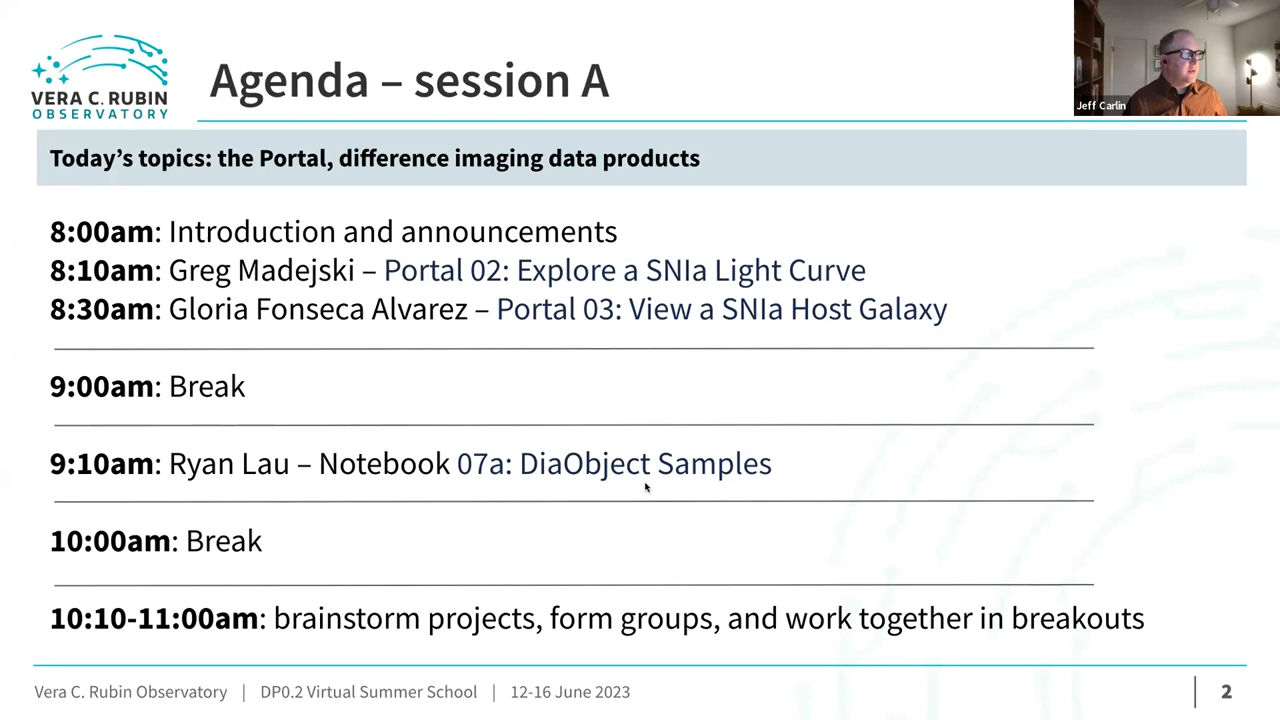 VERA C. RUBIN
OBSERVATORY
Agenda – session A
Jeff Carlin
Today's topics: the Portal, difference imaging data products
8:00am: Introduction and announcements
8:10am: Greg Madejski – Portal 02: Explore a SNIa Light Curve
8:30am: Gloria Fonseca Alvarez – Portal 03: View a SNIa Host Galaxy
9:00am: Break
9:10am: Ryan Lau – Notebook 07a: DiaObject Samples
10:00am: Break
10:10-11:00am: brainstorm projects, form groups, and work together in breakouts
Vera C. Rubin Observatory | DP0.2 Virtual Summer School | 12-16 June 2023 | 2